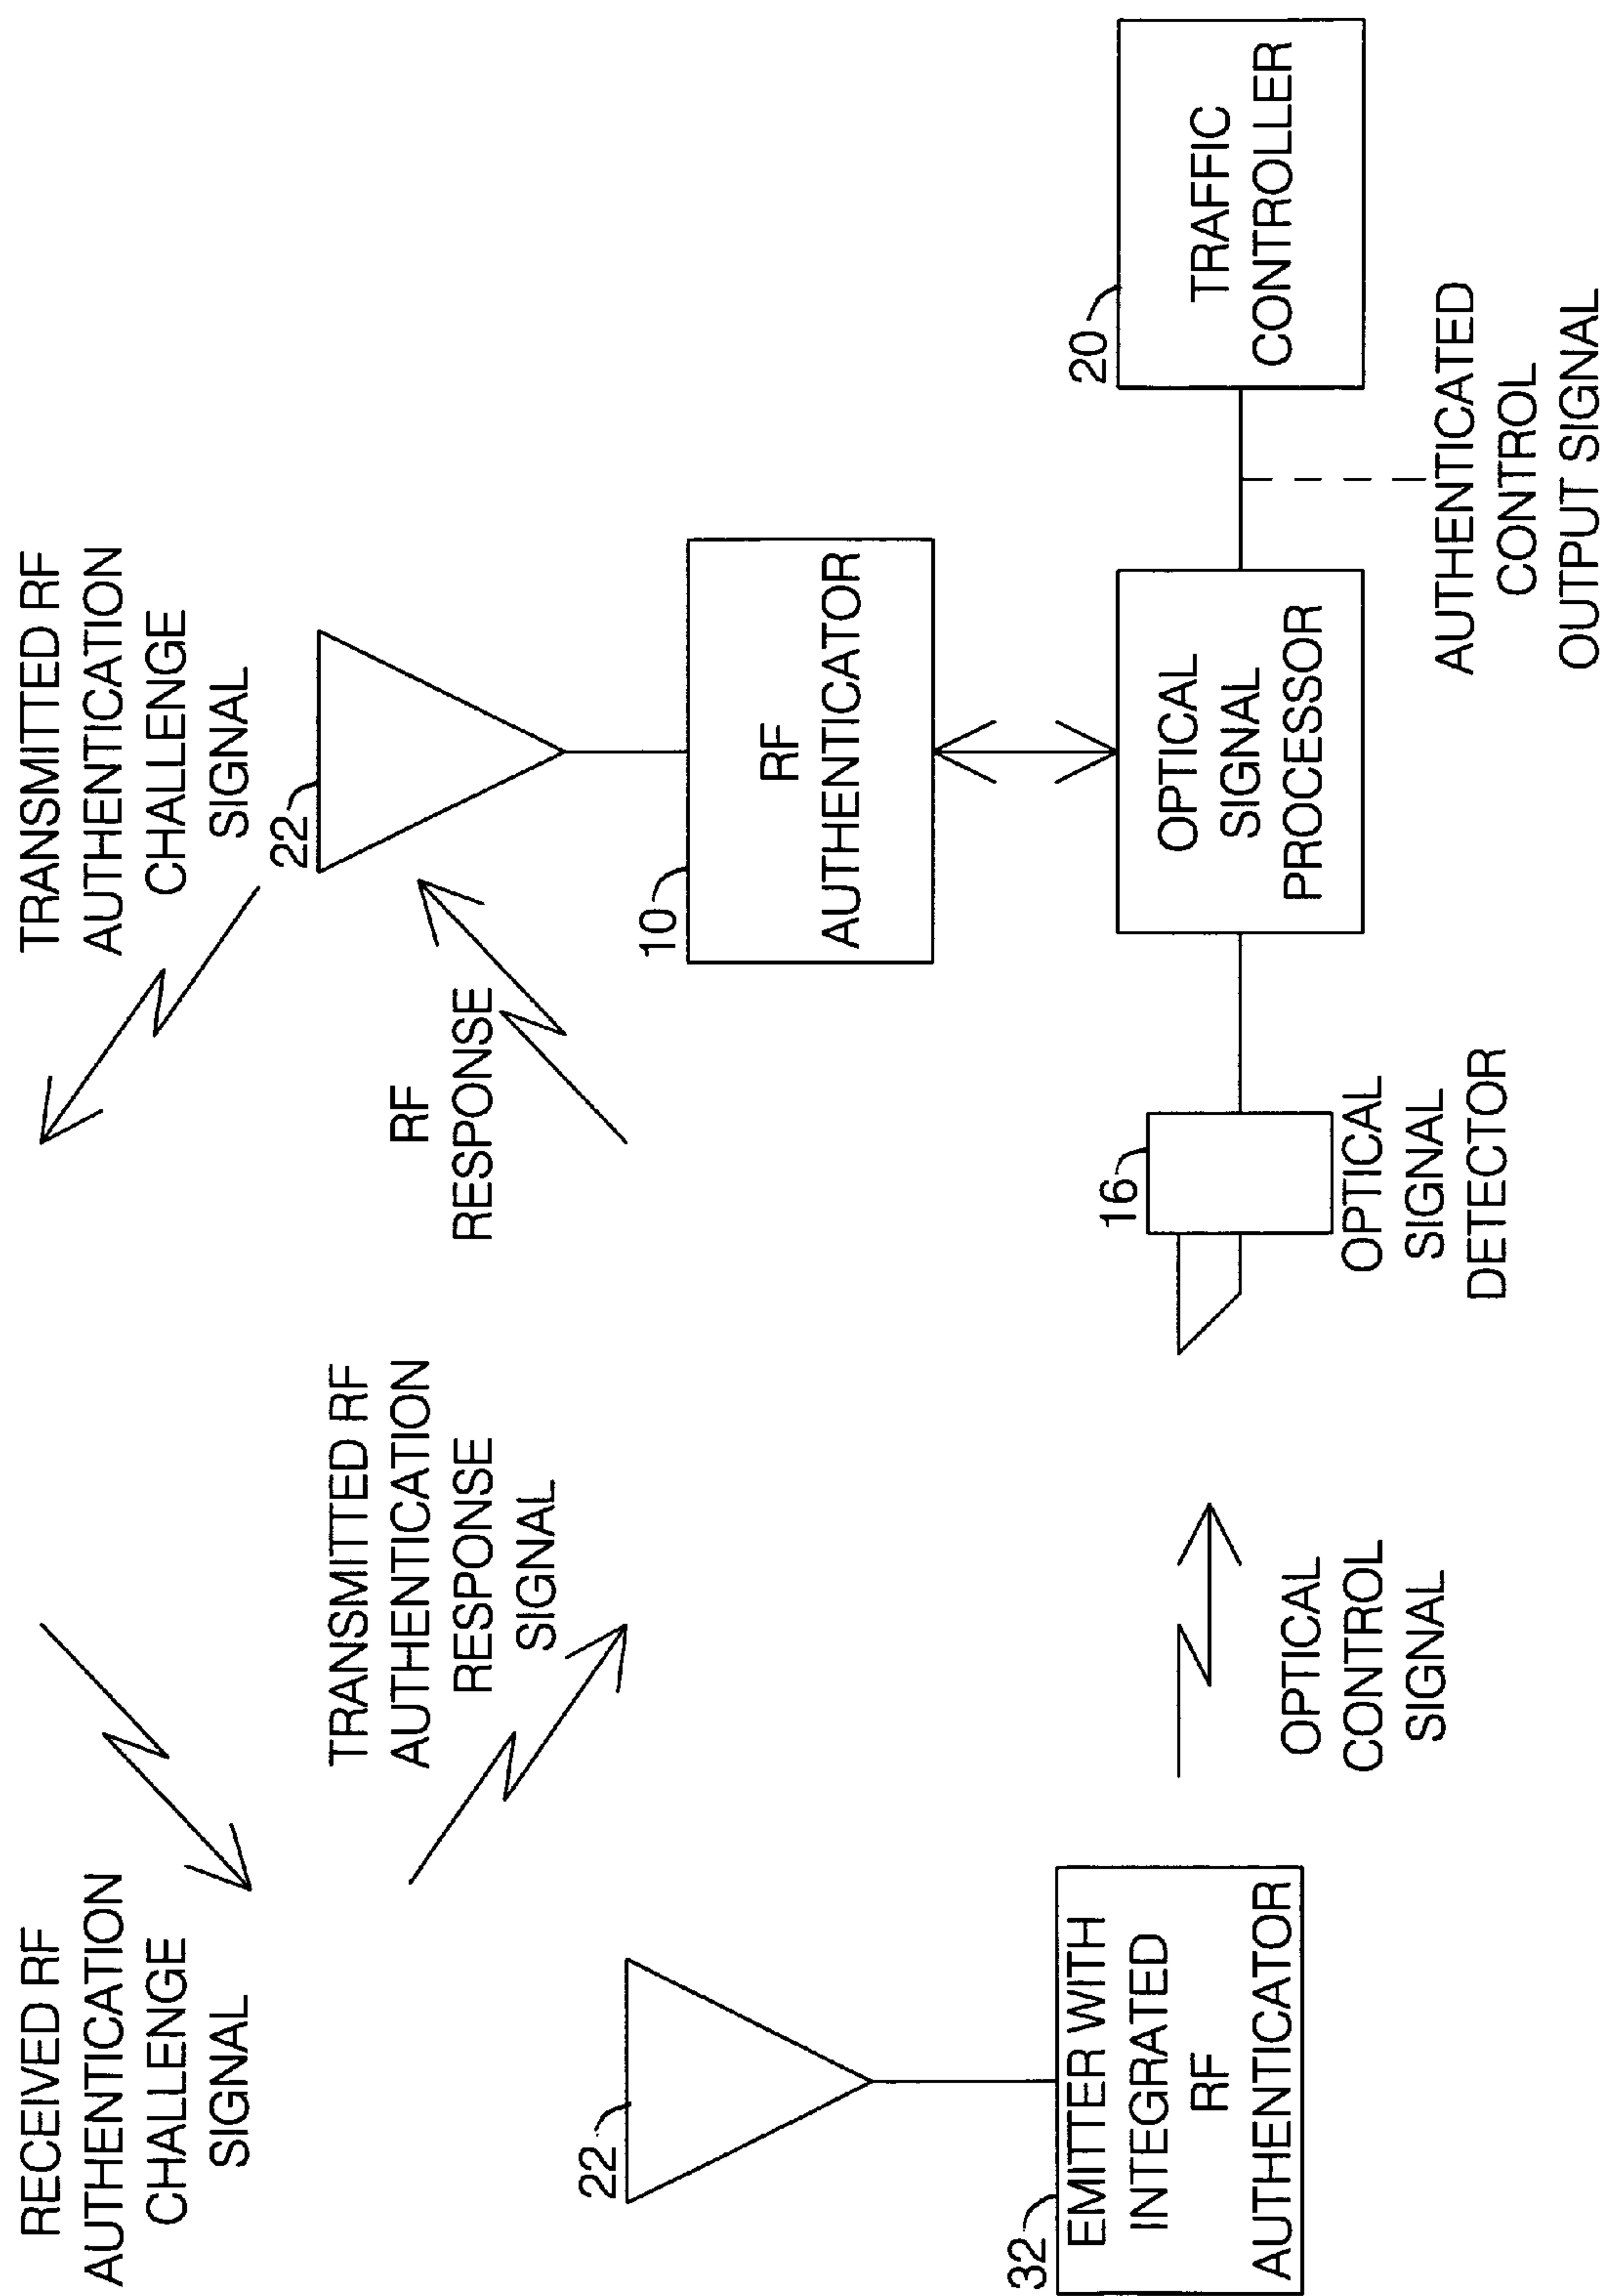 RECEIVED RF
AUTHENTICATION
CHALLENGE
SIGNAL
TRANSMITTED RF
AUTHENTICATION
CHALLENGE
SIGNAL
22
TRANSMITTED RF
AUTHENTICATION
RESPONSE
SIGNAL
RF
RESPONSE
22
10
RF
AUTHENTICATOR
32
EMITTER WITH
INTEGRATED
RF
AUTHENTICATOR
OPTICAL
CONTROL
SIGNAL
16
OPTICAL
SIGNAL
DETECTOR
OPTICAL
SIGNAL
PROCESSOR
20
TRAFFIC
CONTROLLER
AUTHENTICATED
CONTROL
OUTPUT SIGNAL